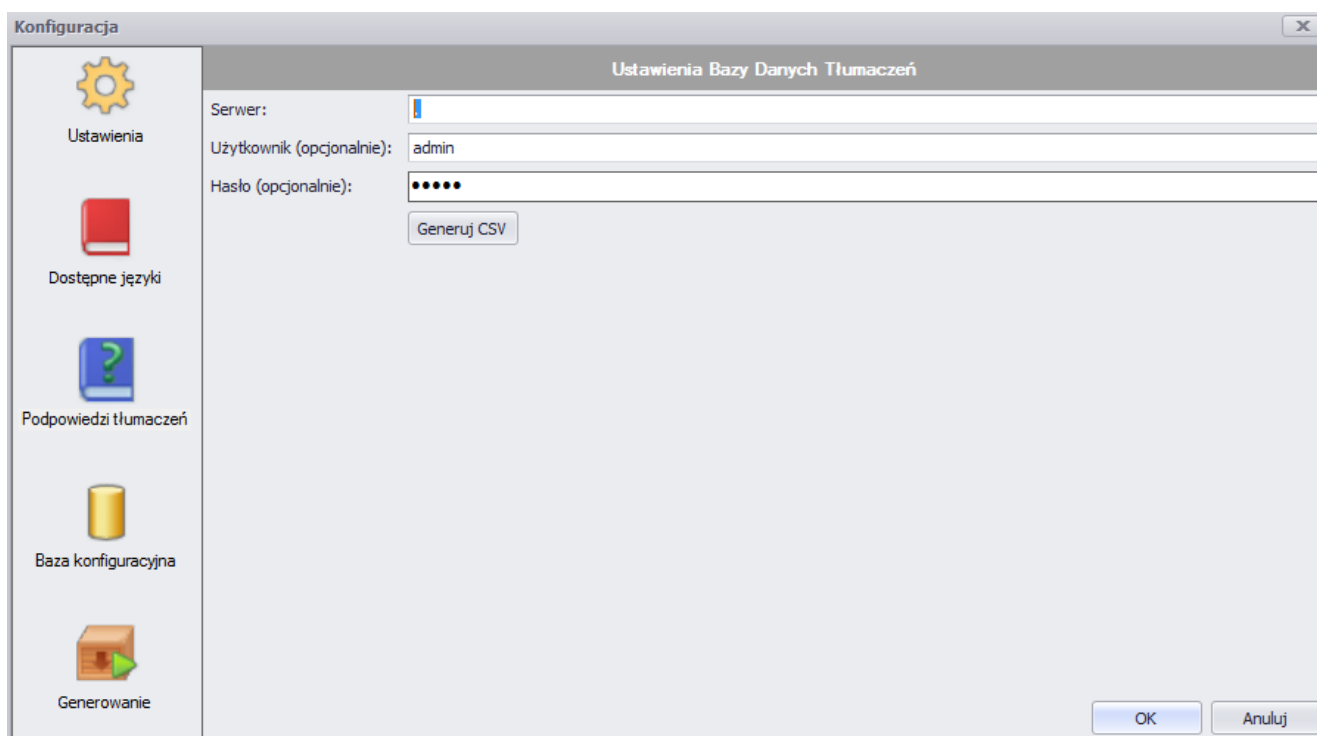 Konfiguracja
Ustawienia
Dostępne języki
Podpowiedzi tłumaczeń
Baza konfiguracyjna
Generowanie
Ustawienia Bazy Danych Tłumaczeń
Serwer: .
Użytkownik (opcjonalnie): admin
Hasło (opcjonalnie): •••••
Generuj CSV
OK Anuluj